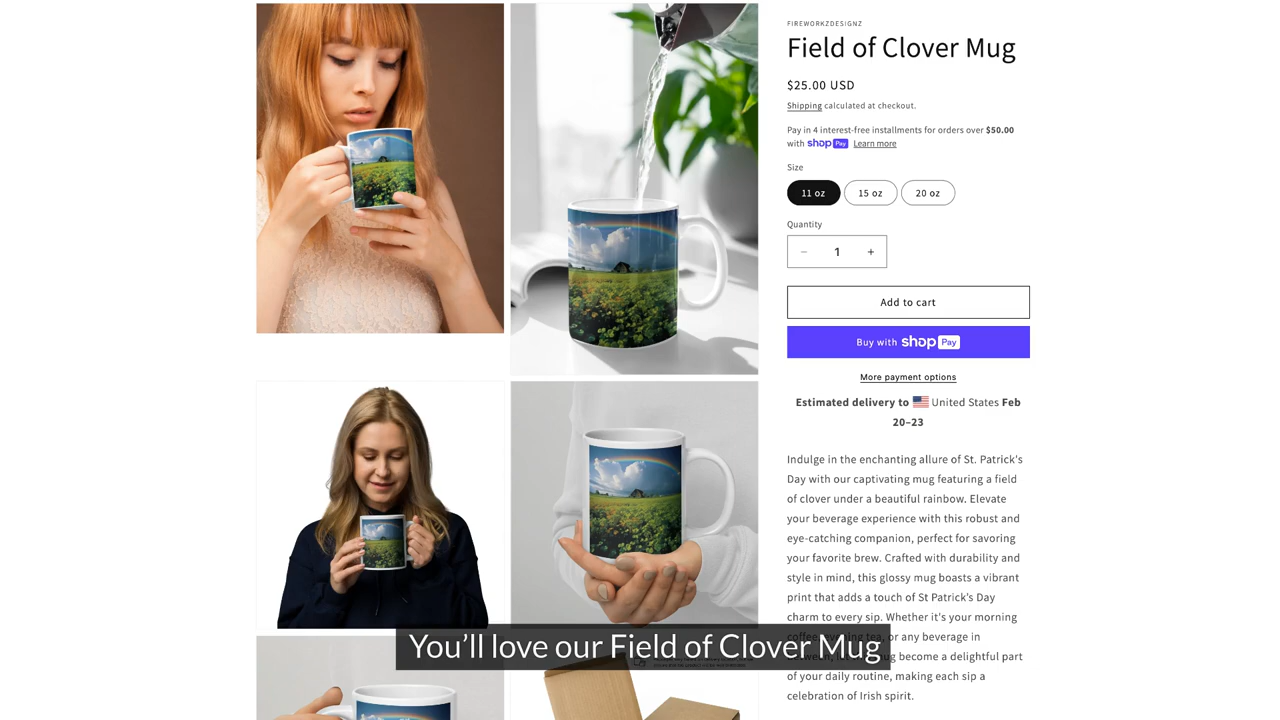 FIREWORKZDESIGNZ
Field of Clover Mug
$25.00 USD
Shipping calculated at checkout.
Pay in 4 interest-free installments for orders over $50.00
with shop Pay Learn more
Size
11 oz 15 oz 20 oz
Quantity
− 1 +
Add to cart
Buy with shop Pay
More payment options
Estimated delivery to United States Feb
20–23
Indulge in the enchanting allure of St. Patrick's
Day with our captivating mug featuring a field
of clover under a beautiful rainbow. Elevate
your beverage experience with this robust and
eye-catching companion, perfect for savoring
your favorite brew. Crafted with durability and
style in mind, this glossy mug boasts a vibrant
print that adds a touch of St Patrick's Day
charm to every sip. Whether it's your morning
coffee, evening tea, or any beverage in
between, let this mug become a delightful part
of your daily routine, making each sip a
celebration of Irish spirit.
You'll love our Field of Clover Mug